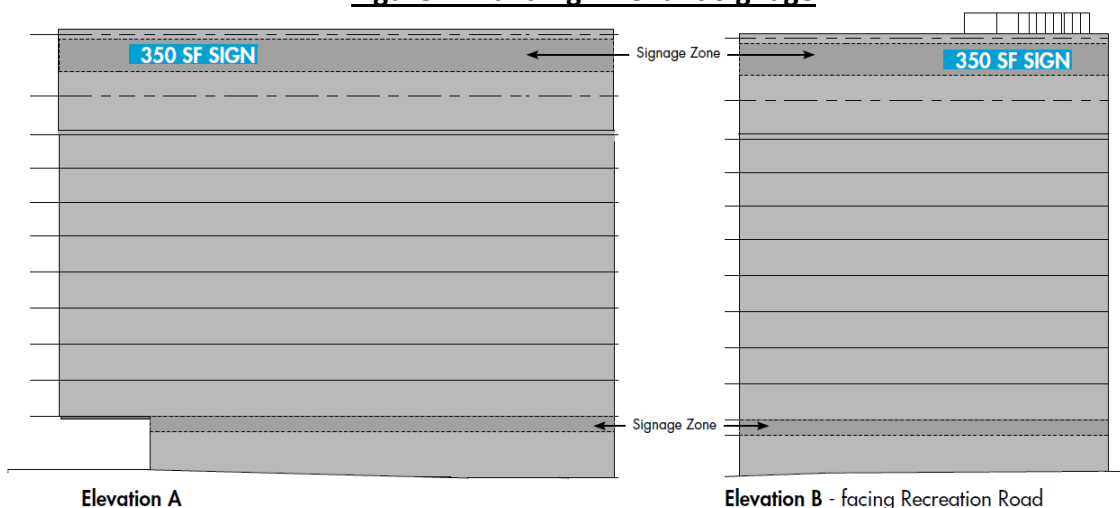 350 SF SIGN
Signage Zone
350 SF SIGN
Signage Zone
Elevation A
Elevation B - facing Recreation Road